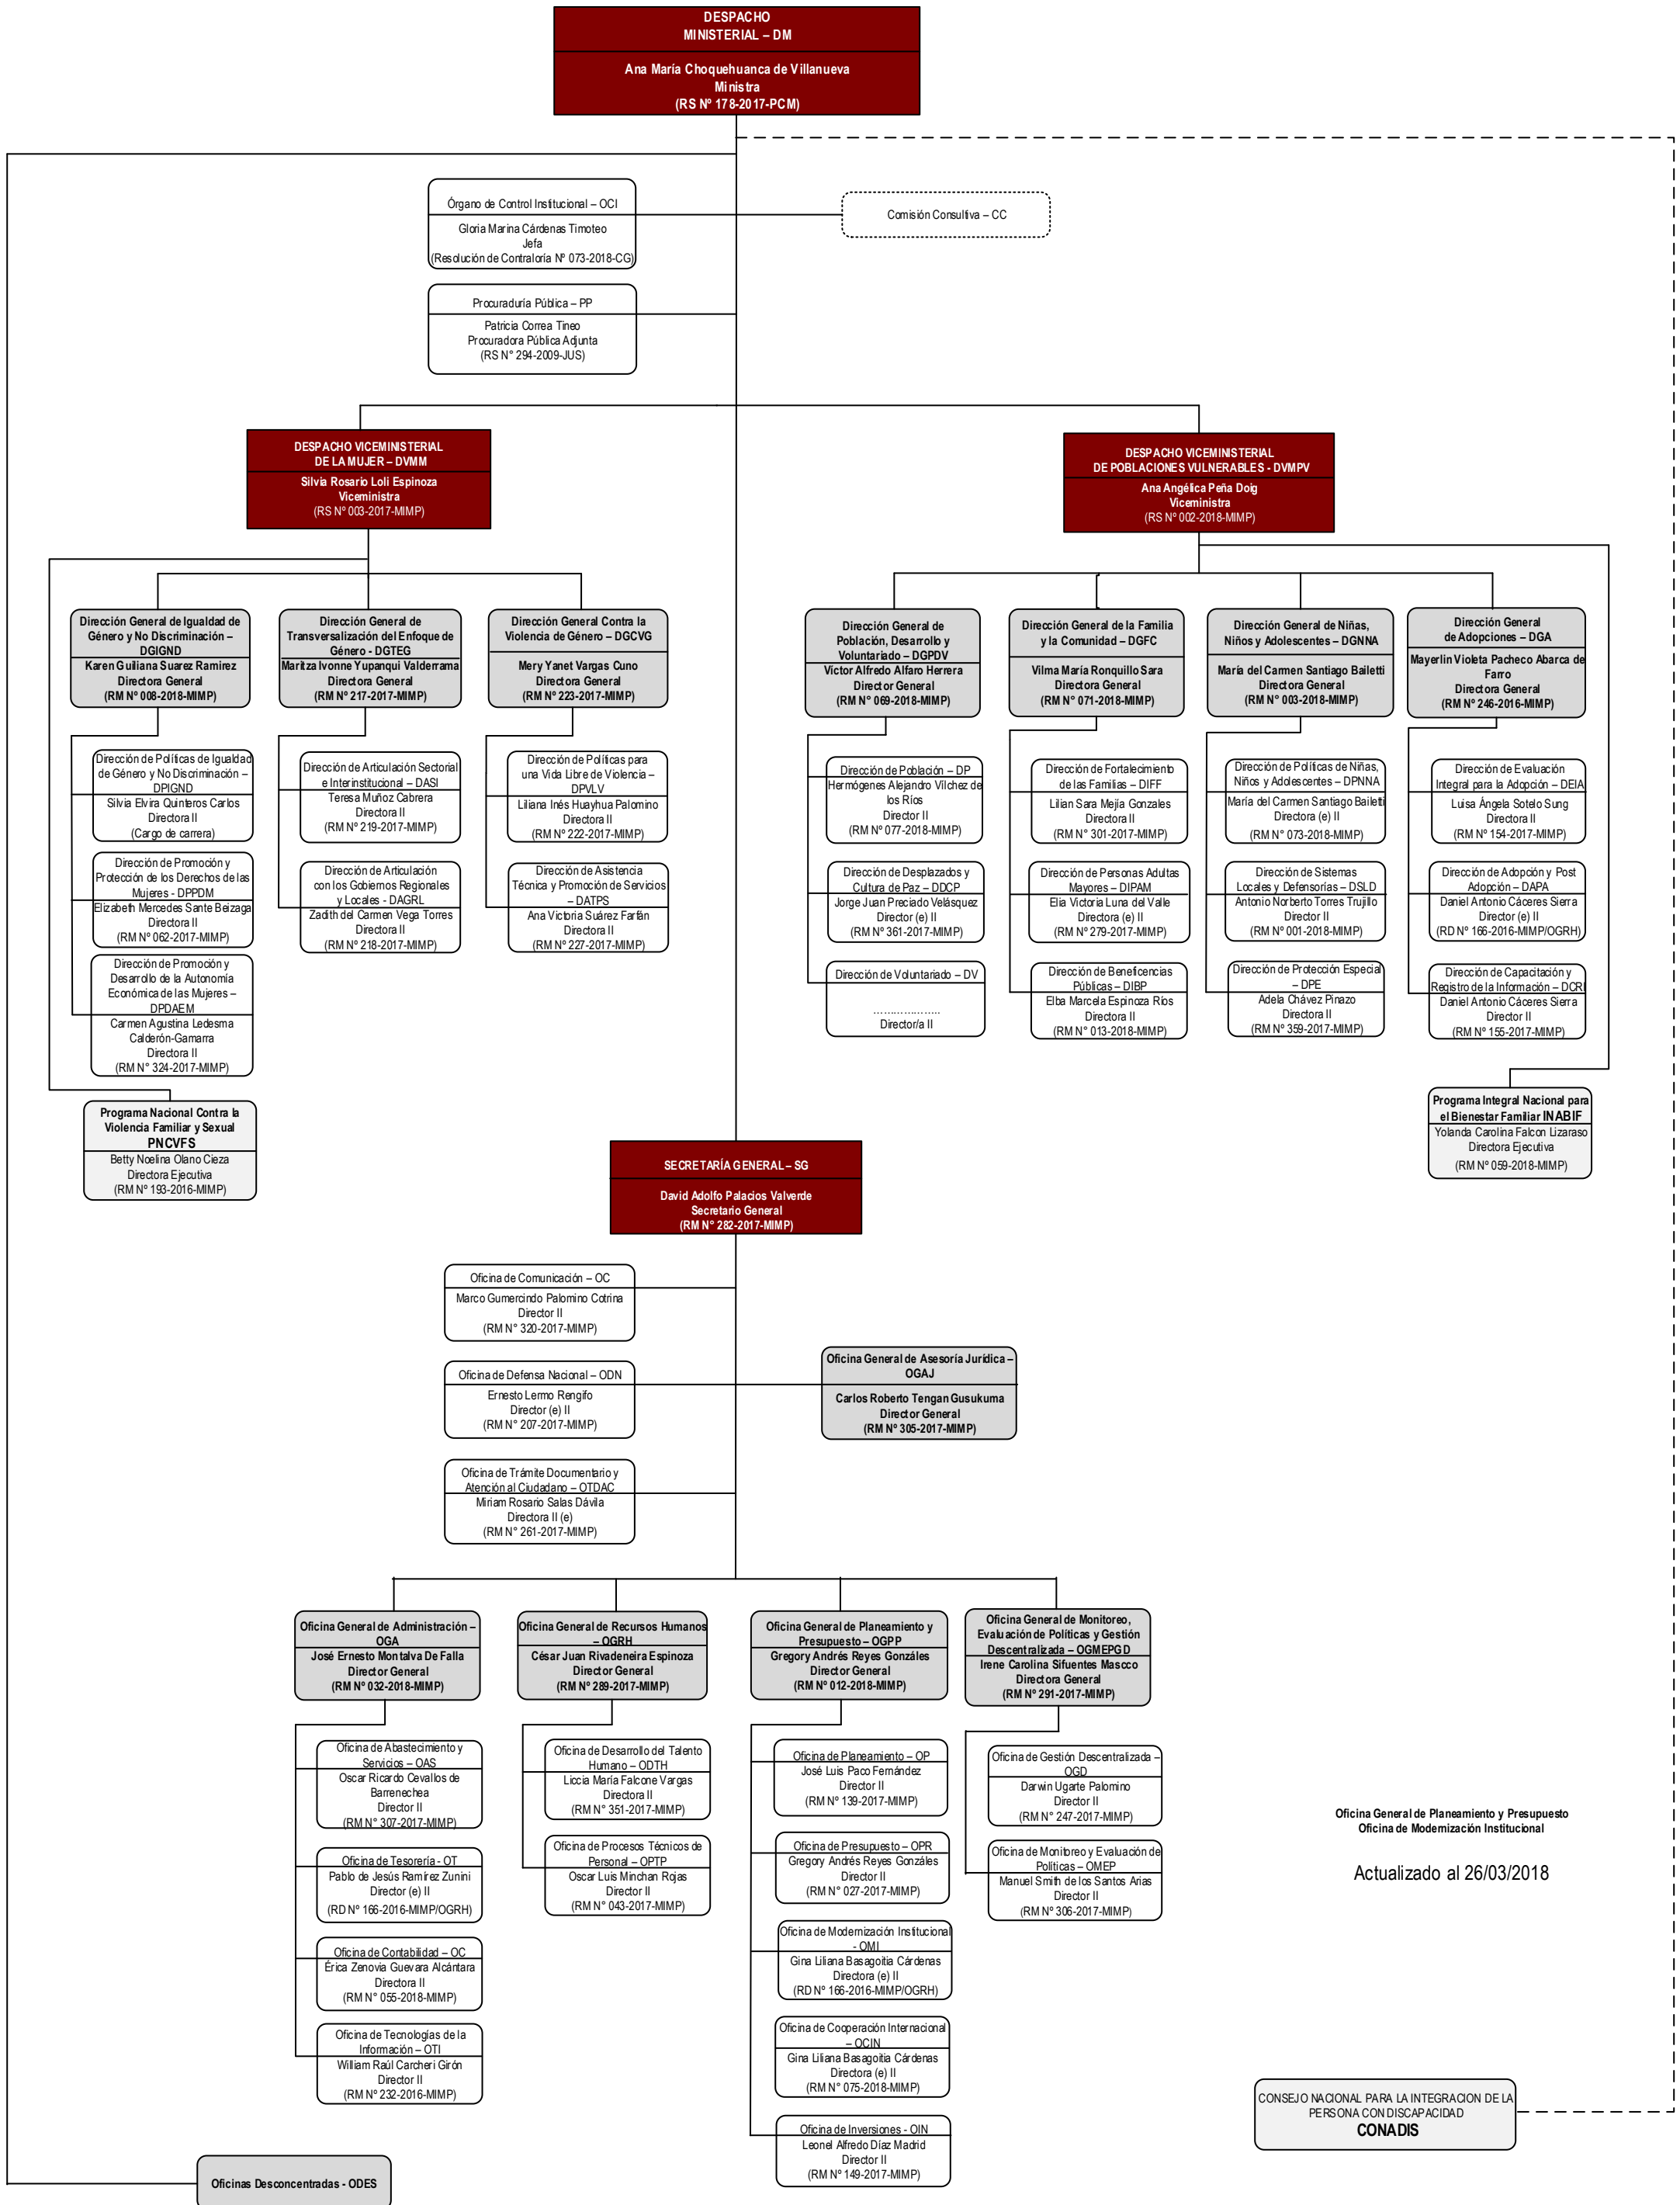 DESPACHO
MINISTERIAL – DM
Ana María Choquehuanca de Villanueva
Ministra
(RS Nº 178-2017-PCM)
Órgano de Control Institucional – OCI
Gloria Marina Cárdenas Timoteo
Jefa
(Resolución de Contraloría Nº 073-2018-CG)
Comisión Consultiva – CC
Procuraduría Pública – PP
Patricia Correa Tineo
Procuradora Pública Adjunta
(RS N° 294-2009-JUS)
DESPACHO VICEMINISTERIAL
DE LA MUJER – DVMM
Silvia Rosario Loli Espinoza
Viceministra
(RS Nº 003-2017-MIMP)
DESPACHO VICEMINISTERIAL
DE POBLACIONES VULNERABLES - DVMPV
Ana Angélica Peña Doig
Viceministra
(RS Nº 002-2018-MIMP)
Dirección General de Igualdad de
Género y No Discriminación –
DGIGND
Karen Guiliana Suarez Ramirez
Directora General
(RM Nº 008-2018-MIMP)
Dirección General de
Transversalización del Enfoque de
Género - DGTEG
Maritza Ivonne Yupanqui Valderrama
Directora General
(RM Nº 217-2017-MIMP)
Dirección General Contra la
Violencia de Género – DGCVG
Mery Yanet Vargas Cuno
Directora General
(RM Nº 223-2017-MIMP)
Dirección General de
Población, Desarrollo y
Voluntariado – DGPDV
Víctor Alfredo Alfaro Herrera
Director General
(RM N° 069-2018-MIMP)
Dirección General de la Familia
y la Comunidad – DGFC
Vilma María Ronquillo Sara
Directora General
(RM N° 071-2018-MIMP)
Dirección General de Niñas,
Niños y Adolescentes – DGNNA
María del Carmen Santiago Bailetti
Directora General
(RM N° 003-2018-MIMP)
Dirección General
de Adopciones – DGA
Mayerlin Violeta Pacheco Abarca de
Farro
Directora General
(RM Nº 246-2016-MIMP)
Dirección de Políticas de Igualdad
de Género y No Discriminación –
DPIGND
Silvia Elvira Quinteros Carlos
Directora II
(Cargo de carrera)
Dirección de Promoción y
Protección de los Derechos de las
Mujeres - DPPDM
Elizabeth Mercedes Sante Beizaga
Directora II
(RM Nº 062-2017-MIMP)
Dirección de Promoción y
Desarrollo de la Autonomía
Económica de las Mujeres –
DPDAEM
Carmen Agustina Ledesma
Calderón-Gamarra
Directora II
(RM N° 324-2017-MIMP)
Dirección de Articulación Sectorial
e Interinstitucional – DASI
Teresa Muñoz Cabrera
Directora II
(RM Nº 219-2017-MIMP)
Dirección de Articulación
con los Gobiernos Regionales
y Locales - DAGRL
Zadith del Carmen Vega Torres
Directora II
(RM Nº 218-2017-MIMP)
Dirección de Políticas para
una Vida Libre de Violencia –
DPVLV
Liliana Inés Huayhua Palomino
Directora II
(RM N° 222-2017-MIMP)
Dirección de Asistencia
Técnica y Promoción de Servicios
– DATPS
Ana Victoria Suárez Farfán
Directora II
(RM N° 227-2017-MIMP)
Dirección de Población – DP
Hermógenes Alejandro Vílchez de
los Ríos
Director II
(RM Nº 077-2018-MIMP)
Dirección de Desplazados y
Cultura de Paz – DDCP
Jorge Juan Preciado Velásquez
Director (e) II
(RM N° 361-2017-MIMP)
Dirección de Voluntariado – DV
………………..
Director/a II
Dirección de Fortalecimiento
de las Familias – DIFF
Lilian Sara Mejía Gonzales
Directora II
(RM N° 301-2017-MIMP)
Dirección de Personas Adultas
Mayores – DIPAM
Elia Victoria Luna del Valle
Directora (e) II
(RM N° 279-2017-MIMP)
Dirección de Beneficencias
Públicas – DIBP
Elba Marcela Espinoza Ríos
Directora II
(RM N° 013-2018-MIMP)
Dirección de Políticas de Niñas,
Niños y Adolescentes – DPNNA
María del Carmen Santiago Bailetti
Directora (e) II
(RM N° 073-2018-MIMP)
Dirección de Sistemas
Locales y Defensorías – DSLD
Antonio Norberto Torres Trujillo
Director II
(RM N° 001-2018-MIMP)
Dirección de Protección Especial
– DPE
Adela Chávez Pinazo
Directora II
(RM N° 359-2017-MIMP)
Dirección de Evaluación
Integral para la Adopción – DEIA
Luisa Ángela Sotelo Sung
Directora II
(RM Nº 154-2017-MIMP)
Dirección de Adopción y Post
Adopción – DAPA
Daniel Antonio Cáceres Sierra
Director (e) II
(RD Nº 166-2016-MIMP/OGRH)
Dirección de Capacitación y
Registro de la Información – DCRI
Daniel Antonio Cáceres Sierra
Director II
(RM Nº 155-2017-MIMP)
Programa Nacional Contra la
Violencia Familiar y Sexual
PNCVFS
Betty Noelina Olano Cieza
Directora Ejecutiva
(RM Nº 193-2016-MIMP)
Programa Integral Nacional para
el Bienestar Familiar INABIF
Yolanda Carolina Falcon Lizaraso
Directora Ejecutiva
(RM Nº 059-2018-MIMP)
SECRETARÍA GENERAL – SG
David Adolfo Palacios Valverde
Secretario General
(RM N° 282-2017-MIMP)
Oficina de Comunicación – OC
Marco Gumercindo Palomino Cotrina
Director II
(RM N° 320-2017-MIMP)
Oficina de Defensa Nacional – ODN
Ernesto Lermo Rengifo
Director (e) II
(RM N° 207-2017-MIMP)
Oficina General de Asesoría Jurídica –
OGAJ
Carlos Roberto Tengan Gusukuma
Director General
(RM Nº 305-2017-MIMP)
Oficina de Trámite Documentario y
Atención al Ciudadano – OTDAC
Miriam Rosario Salas Dávila
Directora II (e)
(RM N° 261-2017-MIMP)
Oficina General de Administración –
OGA
José Ernesto Montalva De Falla
Director General
(RM Nº 032-2018-MIMP)
Oficina General de Recursos Humanos
– OGRH
César Juan Rivadeneira Espinoza
Director General
(RM Nº 289-2017-MIMP)
Oficina General de Planeamiento y
Presupuesto – OGPP
Gregory Andrés Reyes Gonzáles
Director General
(RM N° 012-2018-MIMP)
Oficina General de Monitoreo,
Evaluación de Políticas y Gestión
Descentralizada – OGMEPGD
Irene Carolina Sifuentes Mascco
Directora General
(RM N° 291-2017-MIMP)
Oficina de Abastecimiento y
Servicios – OAS
Oscar Ricardo Cevallos de
Barrenechea
Director II
(RM N° 307-2017-MIMP)
Oficina de Tesorería - OT
Pablo de Jesús Ramírez Zunini
Director (e) II
(RD Nº 166-2016-MIMP/OGRH)
Oficina de Contabilidad – OC
Érica Zenovia Guevara Alcántara
Directora II
(RM N° 055-2018-MIMP)
Oficina de Tecnologías de la
Información – OTI
William Raúl Carcheri Girón
Director II
(RM Nº 232-2016-MIMP)
Oficina de Desarrollo del Talento
Humano – ODTH
Liccia María Falcone Vargas
Directora II
(RM N° 351-2017-MIMP)
Oficina de Procesos Técnicos de
Personal – OPTP
Oscar Luis Minchan Rojas
Director II
(RM N° 043-2017-MIMP)
Oficina de Planeamiento – OP
José Luis Paco Fernández
Director II
(RM N° 139-2017-MIMP)
Oficina de Presupuesto – OPR
Gregory Andrés Reyes Gonzáles
Director II
(RM N° 027-2017-MIMP)
Oficina de Modernización Institucional
- OMI
Gina Liliana Basagoitia Cárdenas
Directora (e) II
(RD Nº 166-2016-MIMP/OGRH)
Oficina de Cooperación Internacional
– OCIN
Gina Liliana Basagoitia Cárdenas
Directora (e) II
(RM N° 075-2018-MIMP)
Oficina de Inversiones - OIN
Leonel Alfredo Díaz Madrid
Director II
(RM Nº 149-2017-MIMP)
Oficina de Gestión Descentralizada –
OGD
Darwin Ugarte Palomino
Director II
(RM N° 247-2017-MIMP)
Oficina de Monitoreo y Evaluación de
Políticas – OMEP
Manuel Smith de los Santos Arias
Director II
(RM N° 306-2017-MIMP)
Oficina General de Planeamiento y Presupuesto
Oficina de Modernización Institucional
Actualizado al 26/03/2018
CONSEJO NACIONAL PARA LA INTEGRACION DE LA
PERSONA CON DISCAPACIDAD
CONADIS
Oficinas Desconcentradas - ODES